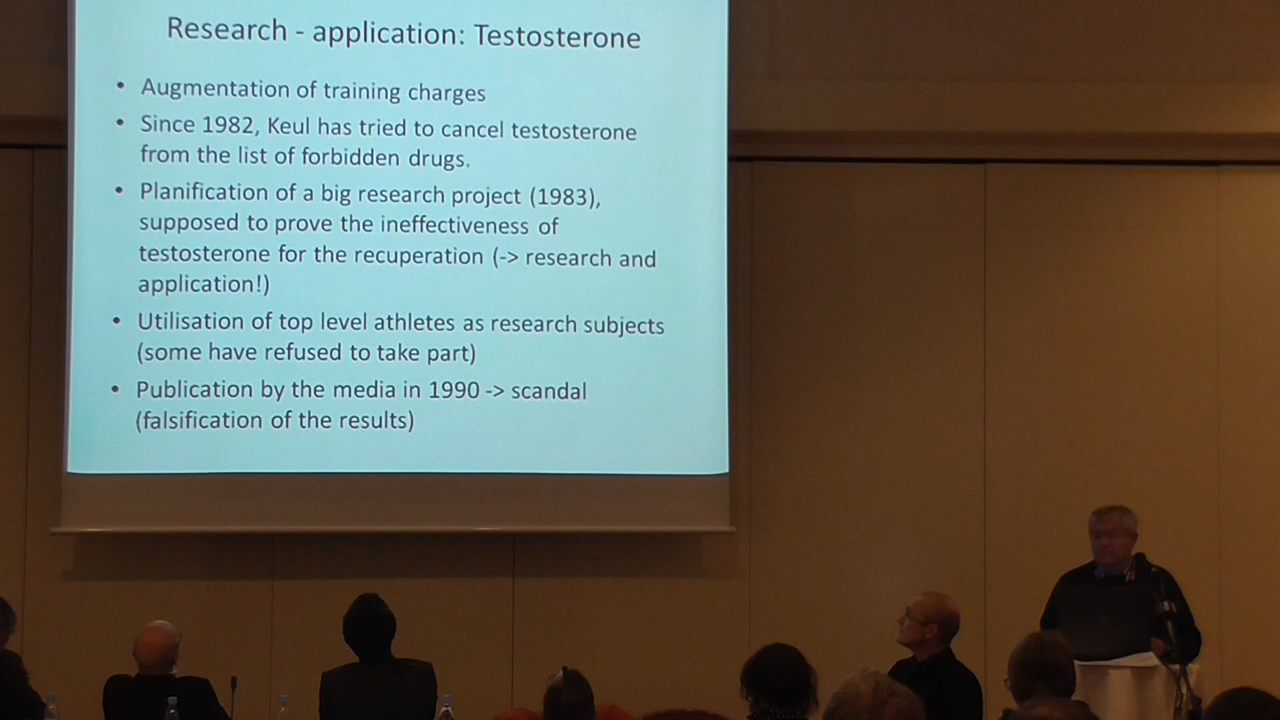 Research - application: Testosterone
• Augmentation of training charges
• Since 1982, Keul has tried to cancel testosterone
from the list of forbidden drugs.
• Planification of a big research project (1983),
supposed to prove the ineffectiveness of
testosterone for the recuperation (-> research and
application!)
• Utilisation of top level athletes as research subjects
(some have refused to take part)
• Publication by the media in 1990 -> scandal
(falsification of the results)